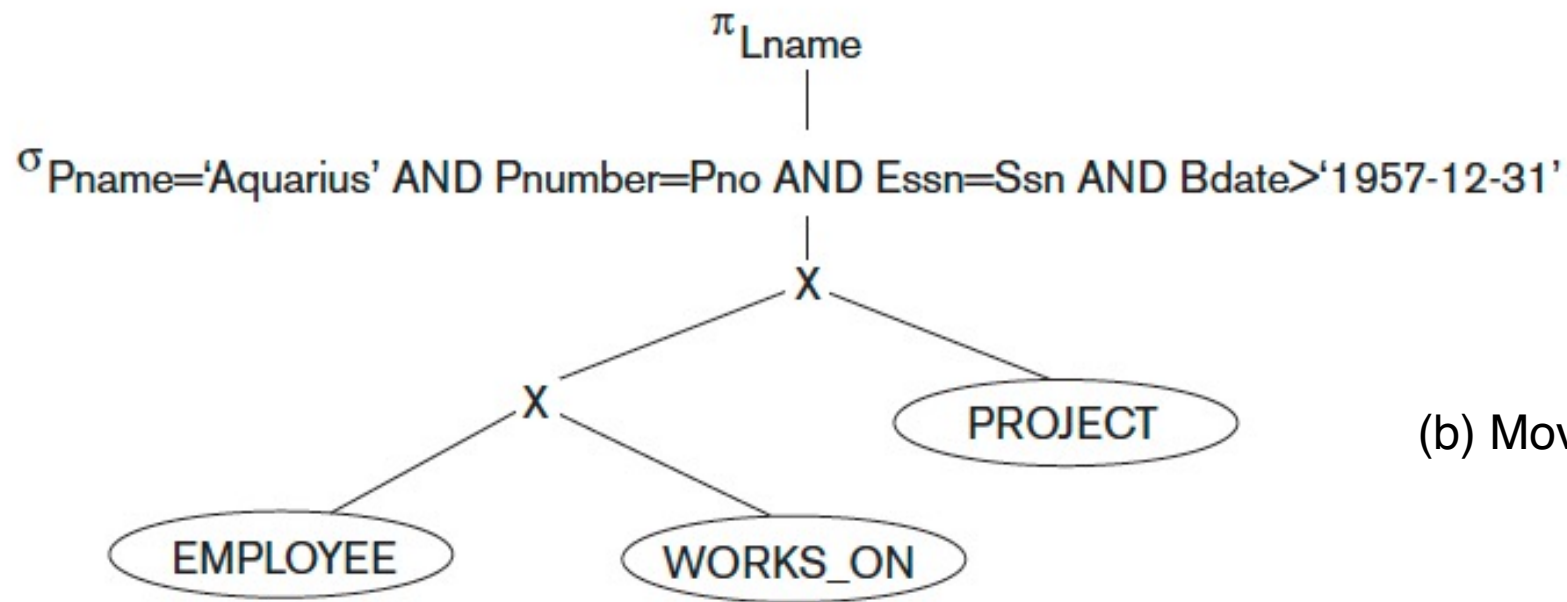 π Lname
σ Pname=‘Aquarius’ AND Pnumber=Pno AND Essn=Ssn AND Bdate>‘1957-12-31’
X
X
PROJECT
(b) Mov
EMPLOYEE
WORKS_ON